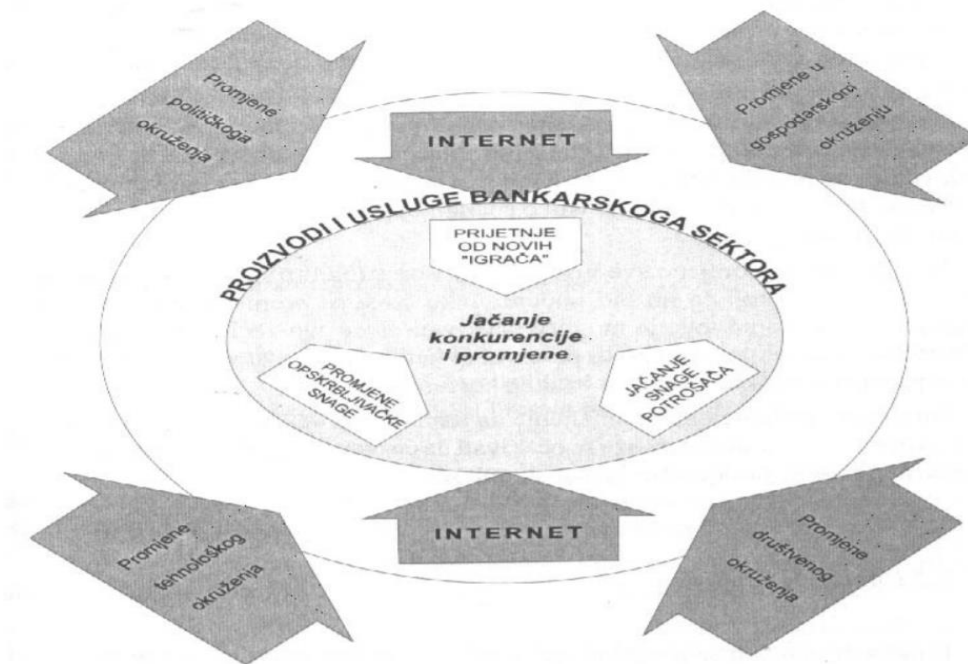 Promjene
političkoga
okruženja
Promjene u
gospodarskom
okruženju
INTERNET
PROIZVODI I USLUGE BANKARSKOGA SEKTORA
PRIJETNJE
OD NOVIH
"IGRAČA"
Jačanje
konkurencije
i promjene
PROMJENE
OPSKRBLJIVAČKE
SNAGE
JAČANJE
SNAGE
POTROŠAČA
INTERNET
Promjene
tehnološkog
okruženja
Promjene
društvenog
okruženja